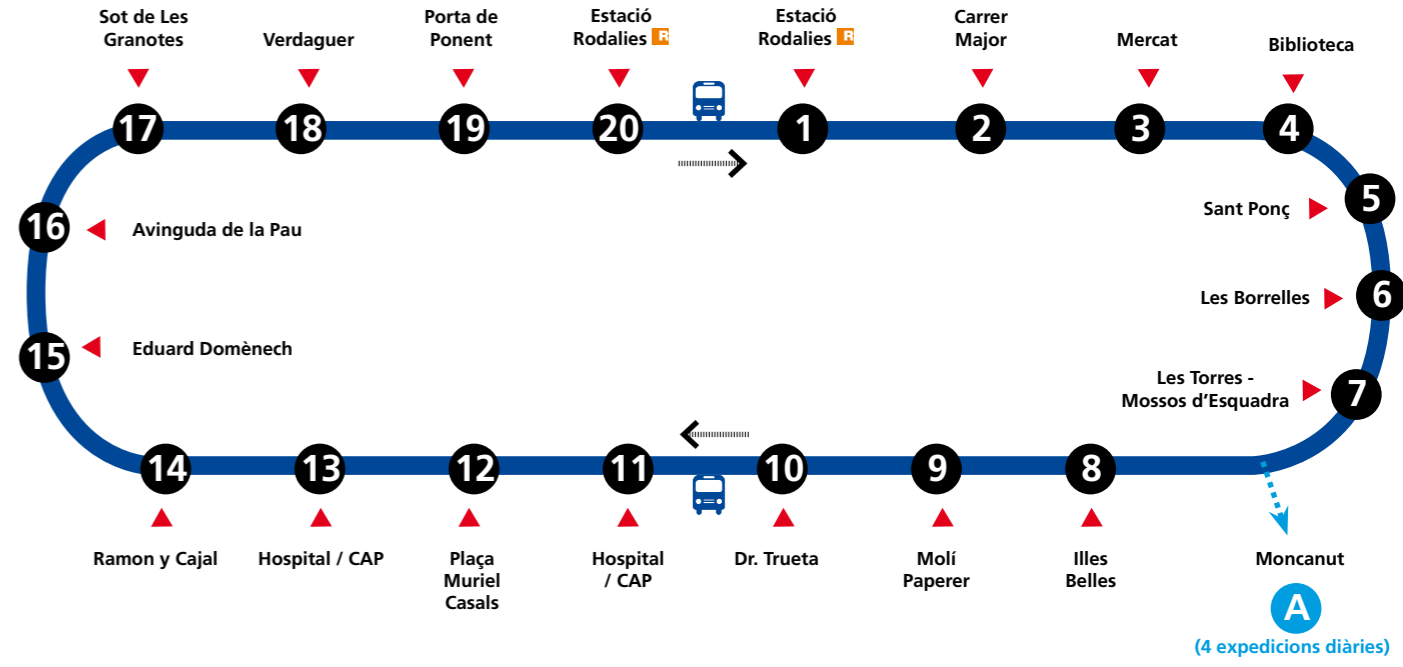 Sot de Les
Granotes
Verdaguer
Porta de
Ponent
Estació
Rodalies R
Estació
Rodalies R
Carrer
Major
Mercat
Biblioteca
17
18
19
20
1
2
3
4
5
Sant Ponç
16
Avinguda de la Pau
6
Les Borrelles
15
Eduard Domènech
7
Les Torres -
Mossos d'Esquadra
14
13
12
11
10
9
8
Ramon y Cajal
Hospital / CAP
Plaça
Muriel
Casals
Hospital
/ CAP
Dr. Trueta
Molí
Paperer
Illes
Belles
Moncanut
A
(4 expedicions diàries)